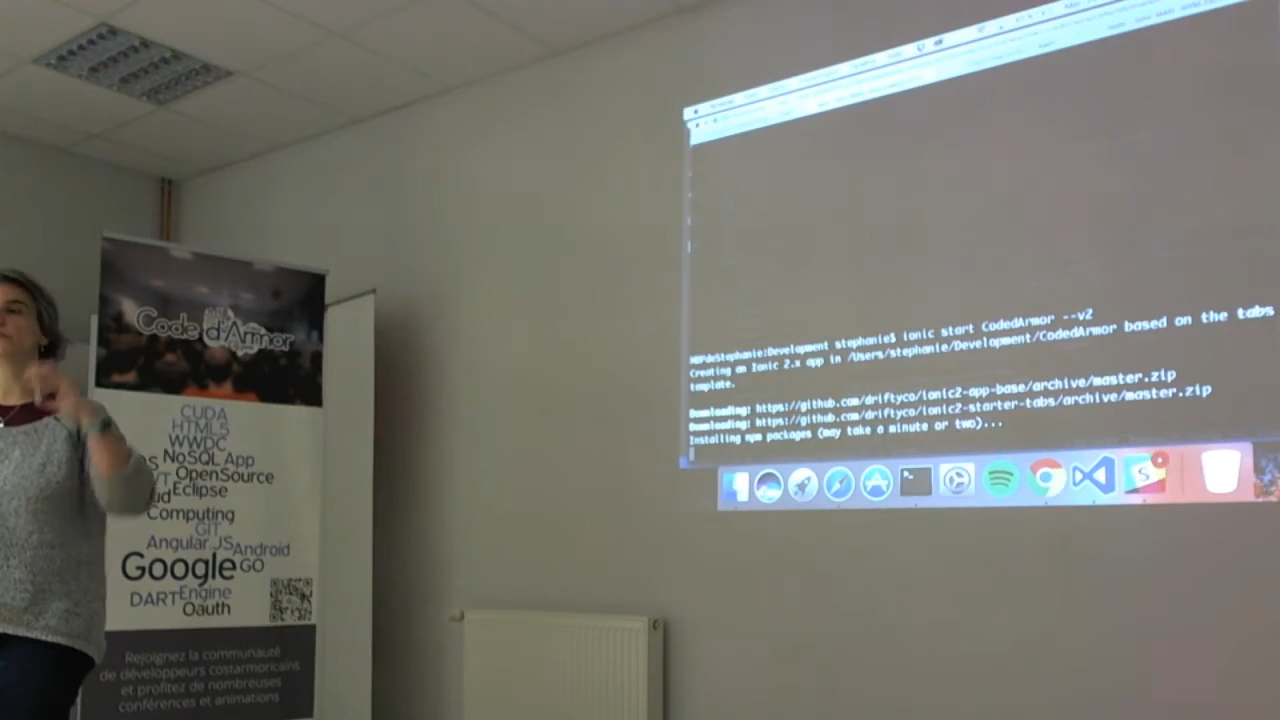 Code d'Armor
CUDA
HTML5
WWDC
NoSQL App
OpenSource
Eclipse
Computing
GIT
Angular.JS Android
Google GO
DART Engine
Oauth
Rejoignez la communauté
de développeurs costarmoricains
et profitez de nombreuses
conférences et animations
MBPdeStephanie:Development stephanie$ ionic start CodedArmor --v2
Creating an Ionic 2.x app in /Users/stephanie/Development/CodedArmor based on the tabs
template.
Downloading: https://github.com/driftyco/ionic2-app-base/archive/master.zip
Downloading: https://github.com/driftyco/ionic2-starter-tabs/archive/master.zip
Installing npm packages (may take a minute or two)...